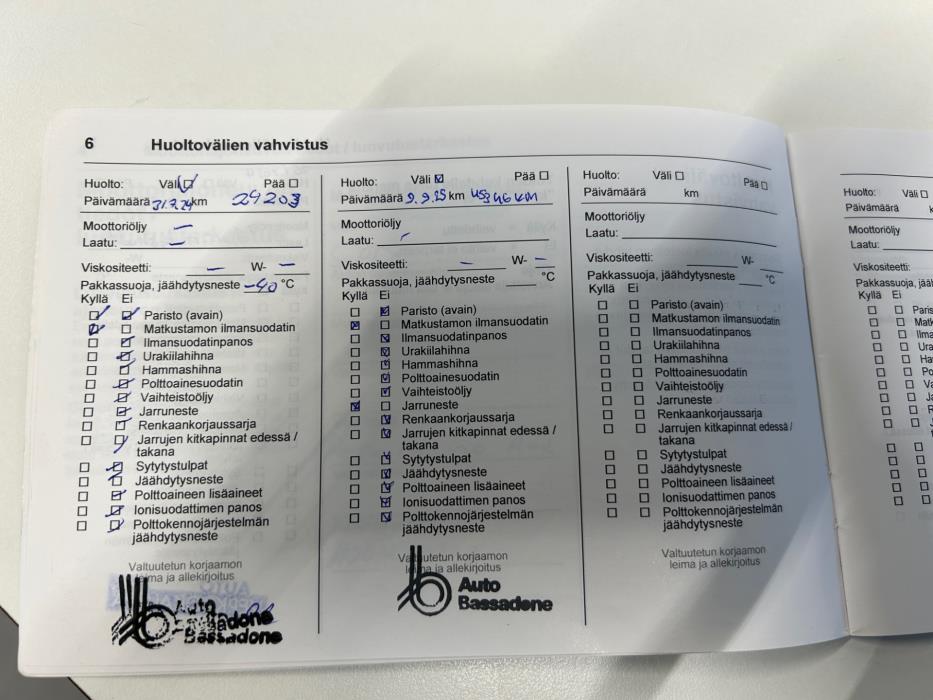 6 Huoltovälien vahvistus
Huolto: Väli Pää
Päivämäärä 31.7.24 km 29203
Moottoriöljy —
Laatu: —
Viskositeetti: — W- —
Pakkassuoja, jäähdytysneste -40 °C
Kyllä Ei
Paristo (avain)
Matkustamon ilmansuodatin
Ilmansuodatinpanos
Urakiilahihna
Hammashihna
Polttoainesuodatin
Vaihteistoöljy
Jarruneste
Renkaankorjaussarja
Jarrujen kitkapinnat edessä /
takana
Sytytystulpat
Jäähdytysneste
Polttoaineen lisäaineet
Ionisuodattimen panos
Polttokennojärjestelmän
jäähdytysneste
Valtuutetun korjaamon
leima ja allekirjoitus
Auto
Bassadone
Bassadone
Huolto: Väli Pää
Päivämäärä 9.9.25 km 45346 KM
Moottoriöljy
Laatu:
Viskositeetti: — W- —
Pakkassuoja, jäähdytysneste °C
Kyllä Ei
Paristo (avain)
Matkustamon ilmansuodatin
Ilmansuodatinpanos
Urakiilahihna
Hammashihna
Polttoainesuodatin
Vaihteistoöljy
Jarruneste
Renkaankorjaussarja
Jarrujen kitkapinnat edessä /
takana
Sytytystulpat
Jäähdytysneste
Polttoaineen lisäaineet
Ionisuodattimen panos
Polttokennojärjestelmän
jäähdytysneste
Valtuutetun korjaamon
leima ja allekirjoitus
Auto
Bassadone
Huolto: Väli Pää
Päivämäärä km
Moottoriöljy
Laatu:
Viskositeetti: W-
Pakkassuoja, jäähdytysneste °C
Kyllä Ei
Paristo (avain)
Matkustamon ilmansuodatin
Ilmansuodatinpanos
Urakiilahihna
Hammashihna
Polttoainesuodatin
Vaihteistoöljy
Jarruneste
Renkaankorjaussarja
Jarrujen kitkapinnat edessä /
takana
Sytytystulpat
Jäähdytysneste
Polttoaineen lisäaineet
Ionisuodattimen panos
Polttokennojärjestelmän
jäähdytysneste
Valtuutetun korjaamon
leima ja allekirjoitus
Huolto: Väli
Päivämäärä
Moottoriöljy
Laatu:
Viskositeetti:
Pakkassuoja,
Kyllä Ei